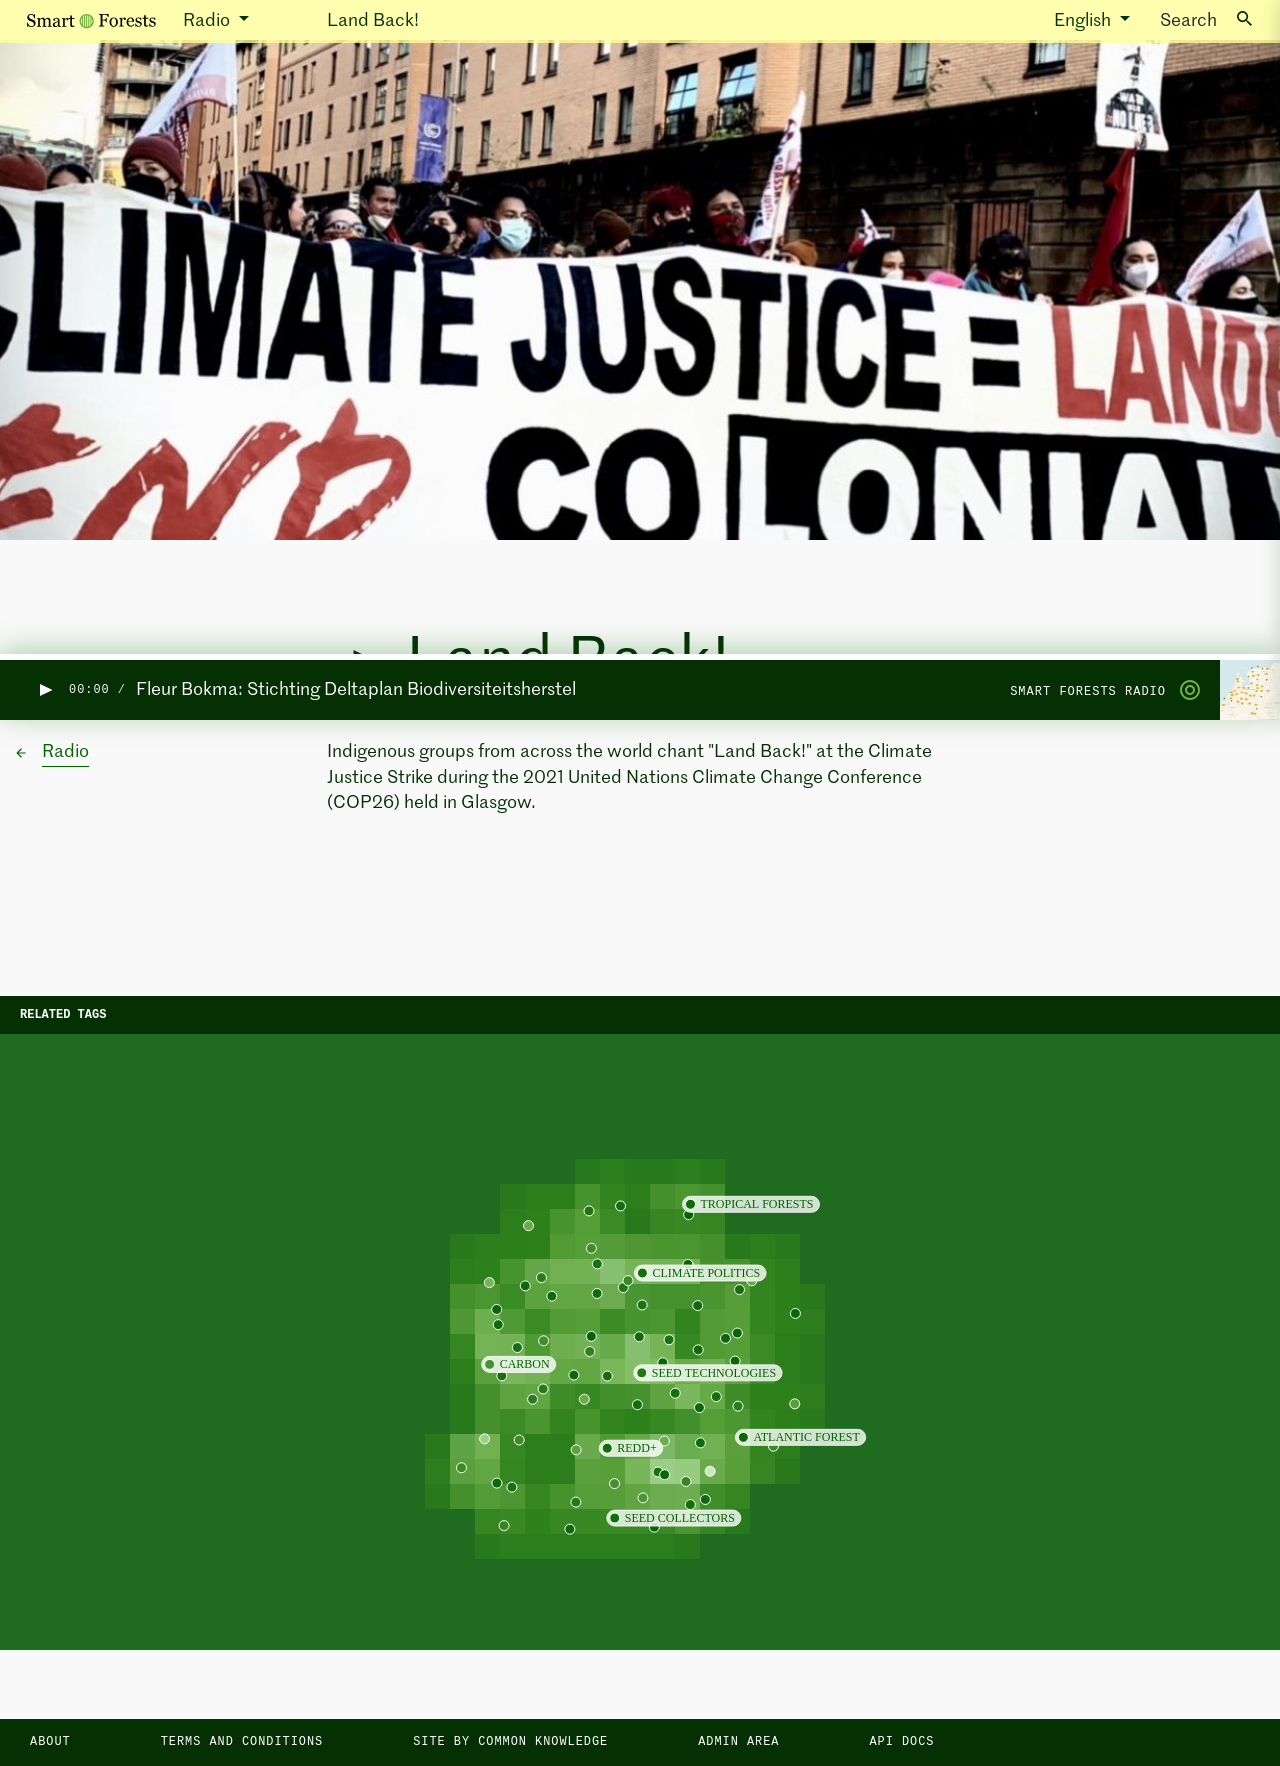 Smart Forests
Radio
Land Back!
English
Search
CLIMATE JUSTICE = LAND
END COLONIAL
Land Back!
00:00 /
Fleur Bokma: Stichting Deltaplan Biodiversiteitsherstel
SMART FORESTS RADIO
Radio
Indigenous groups from across the world chant "Land Back!" at the Climate
Justice Strike during the 2021 United Nations Climate Change Conference
(COP26) held in Glasgow.
RELATED TAGS
TROPICAL FORESTS
CLIMATE POLITICS
CARBON
SEED TECHNOLOGIES
ATLANTIC FOREST
REDD+
SEED COLLECTORS
ABOUT
TERMS AND CONDITIONS
SITE BY COMMON KNOWLEDGE
ADMIN AREA
API DOCS